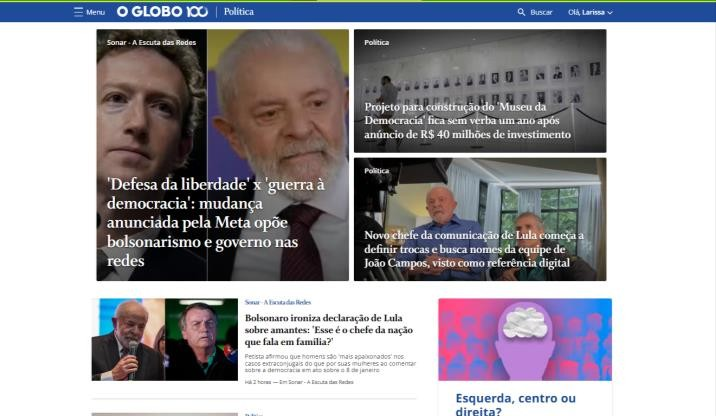 Menu
O GLOBO 100
Política
Buscar
Olá, Larissa
Sonar - A Escuta das Redes
'Defesa da liberdade' x 'guerra à
democracia': mudança
anunciada pela Meta opõe
bolsonarismo e governo nas
redes
Política
Projeto para construção do 'Museu da
Democracia' fica sem verba um ano após
anúncio de R$ 40 milhões de investimento
Política
Novo chefe da comunicação de Lula começa a
definir trocas e busca nomes da equipe de
João Campos, visto como referência digital
Sonar - A Escuta das Redes
Bolsonaro ironiza declaração de Lula
sobre amantes: 'Esse é o chefe da nação
que fala em família?'
Petista afirmou que homens são 'mais apaixonados' nos
casos extraconjugais do que por suas mulheres ao comentar
sobre a democracia em ato sobre o 8 de janeiro
Há 2 horas — Em Sonar - A Escuta das Redes
Esquerda, centro ou
direita?